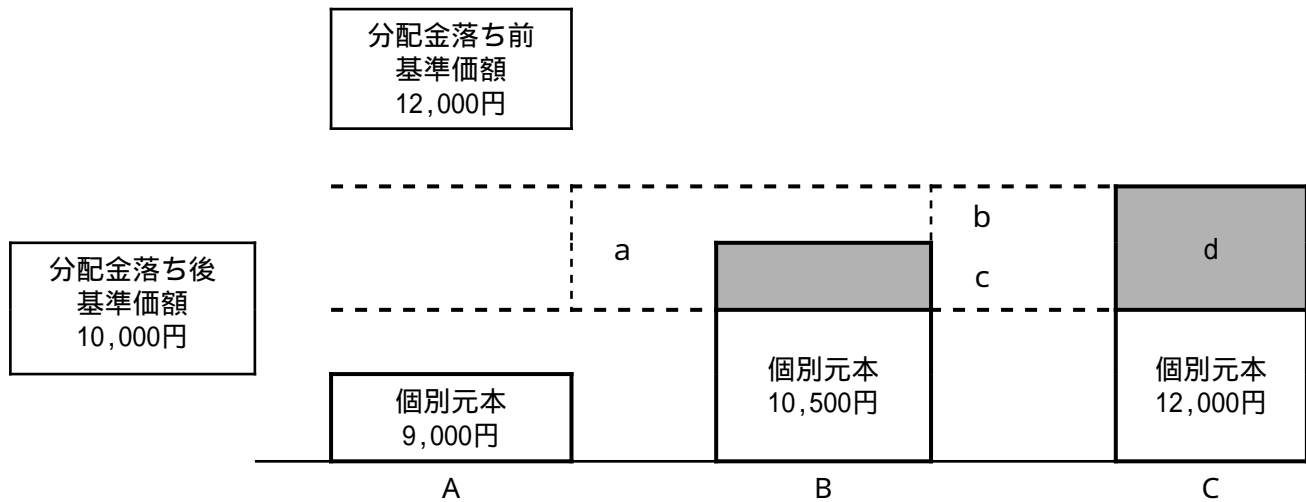 分配金落ち前
基準価額
12,000円
分配金落ち後
基準価額
10,000円
a
b
c
d
個別元本
9,000円
個別元本
10,500円
個別元本
12,000円
A
B
C